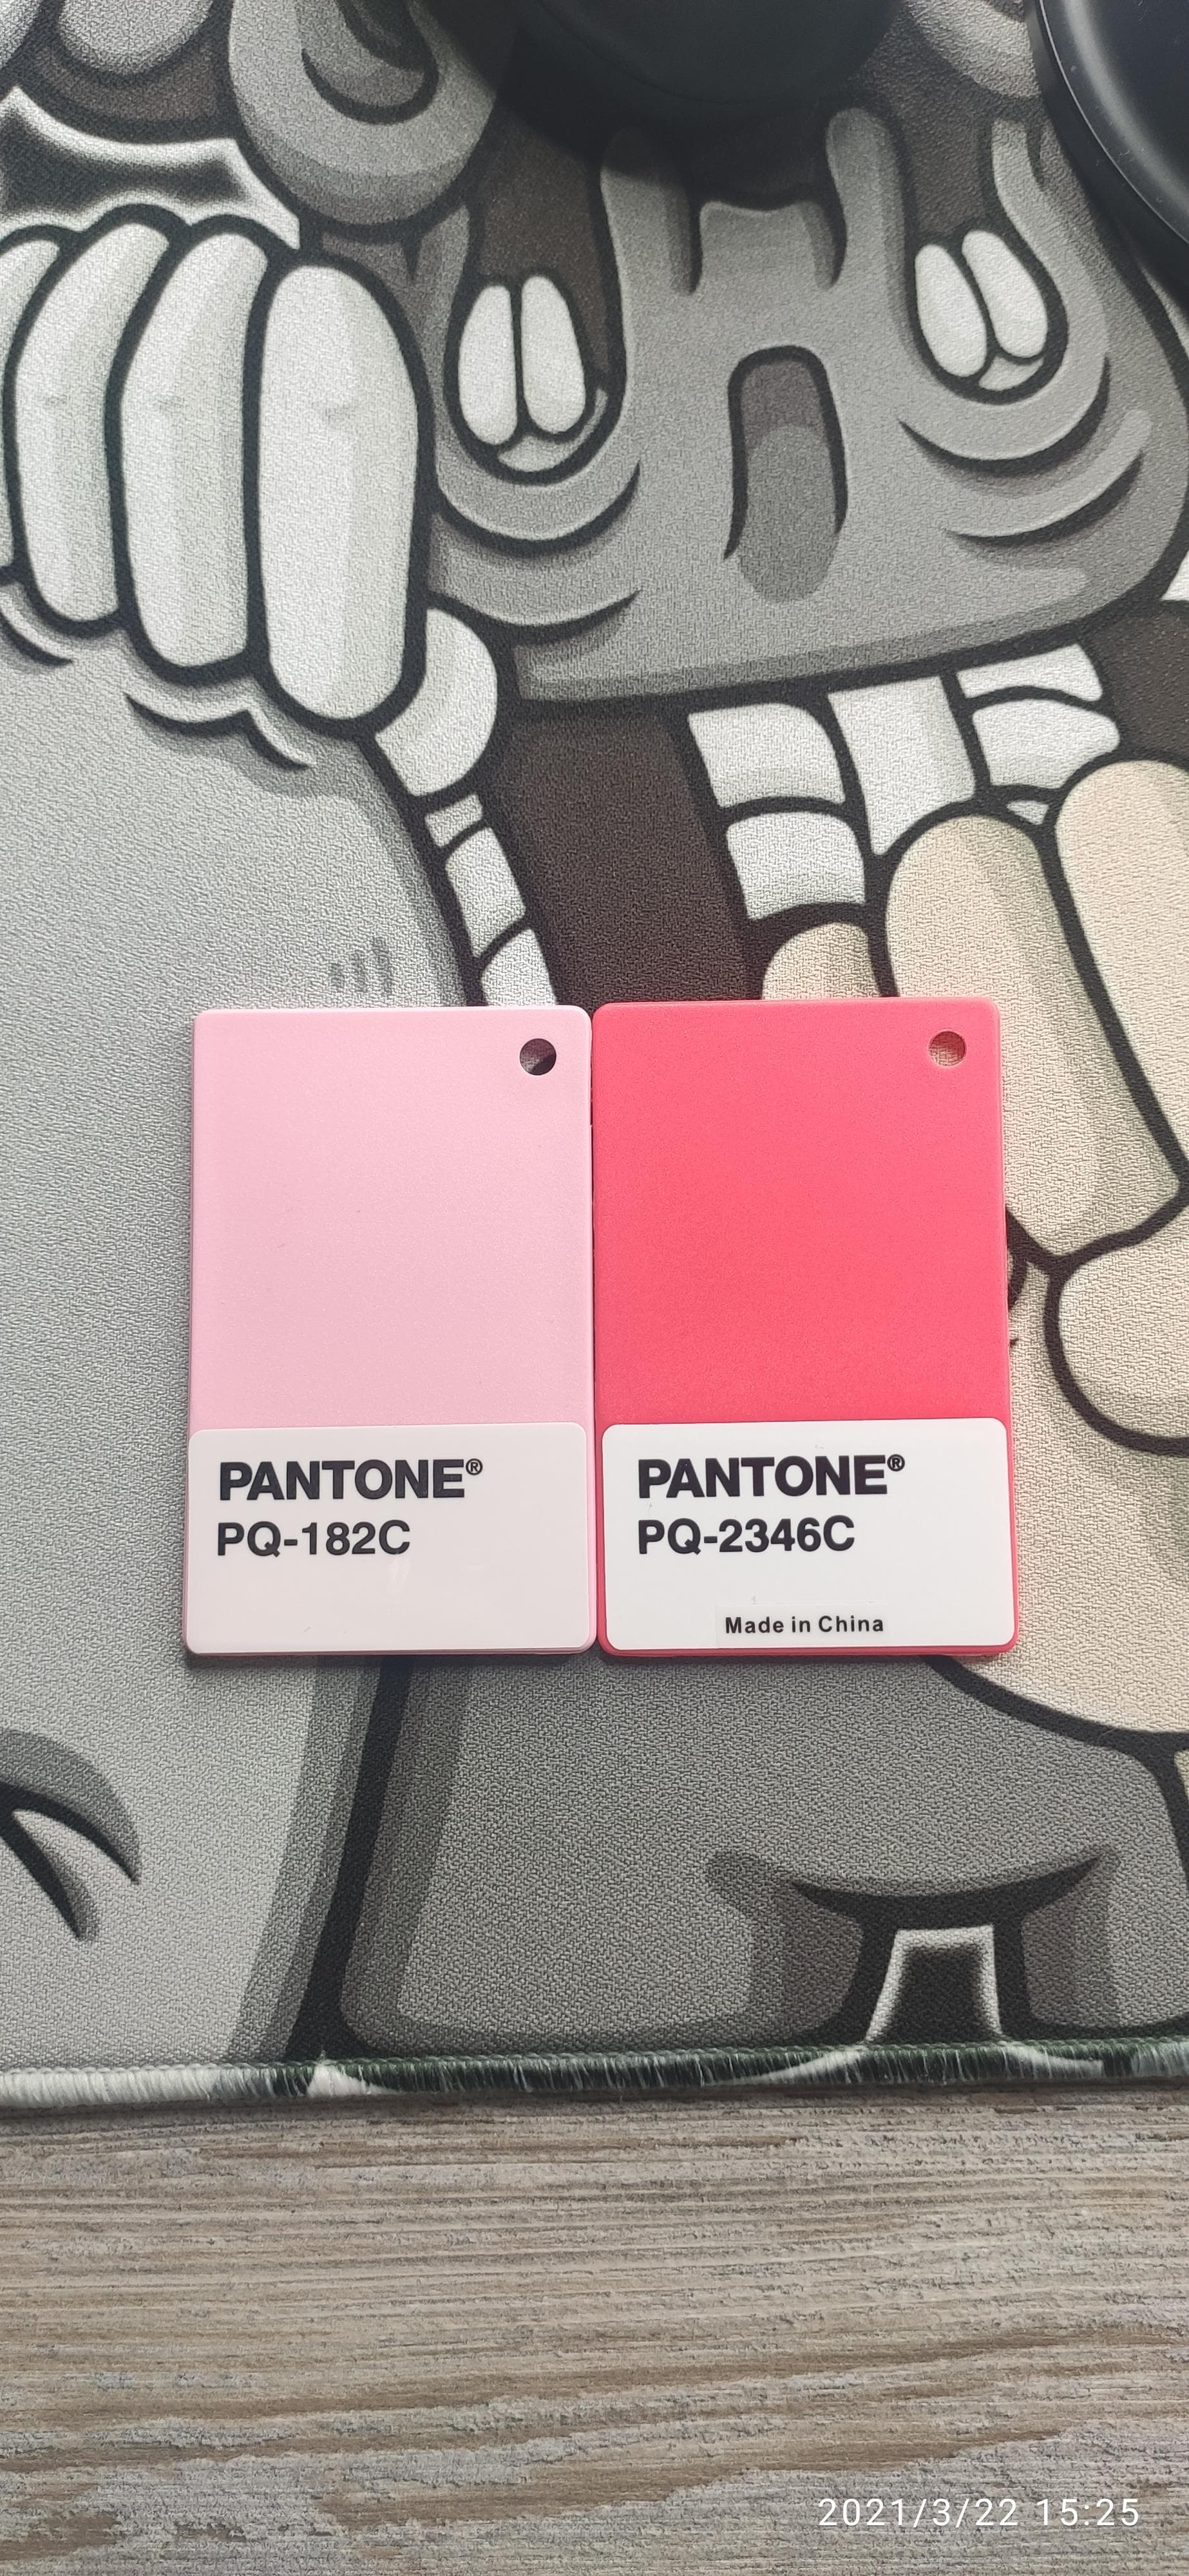 PANTONE®
PQ-182C
PANTONE®
PQ-2346C
Made in China
2021/3/22 15:25